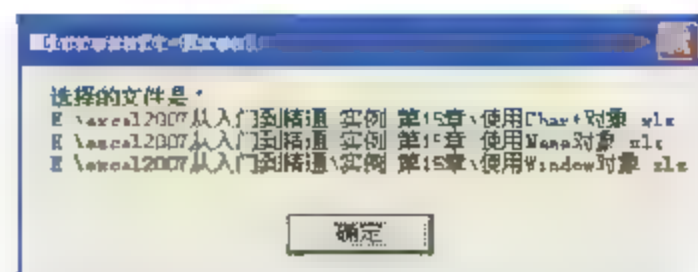 Microsoft Excel
选择的文件是：
E:\excel2007从入门到精通\实例\第15章\使用Chart对象.xls
E:\excel2007从入门到精通\实例\第15章\使用Name对象.xls
E:\excel2007从入门到精通\实例\第15章\使用Window对象.xls
确定